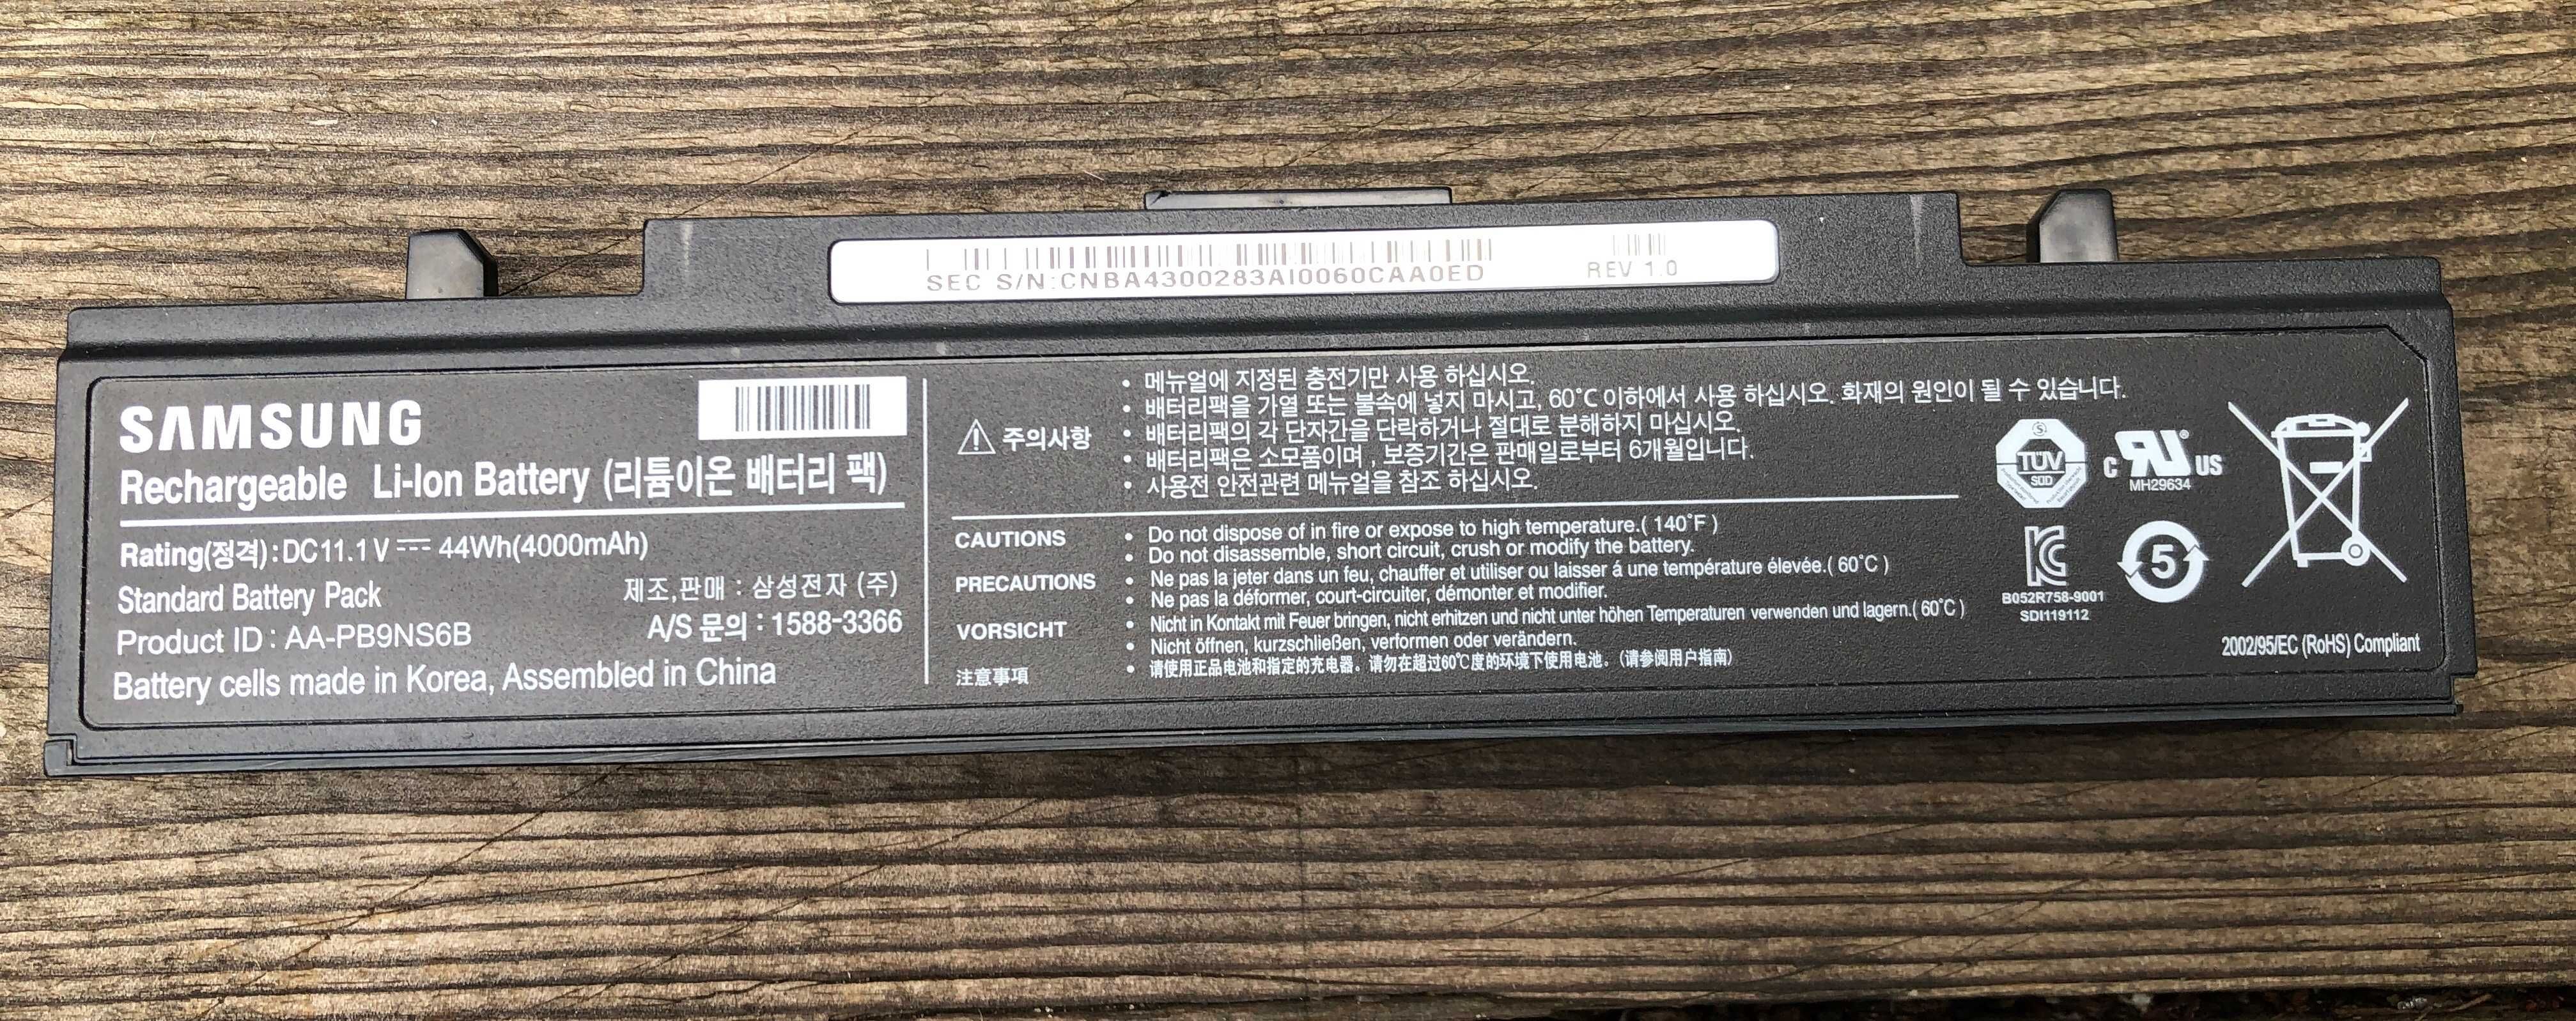 SEC S/N:CNBA4300283AI0060CAA0ED
REV 1.0
SAMSUNG
Rechargeable Li-Ion Battery (리튬이온 배터리 팩)
Rating(정격):DC11.1V ⎓ 44Wh(4000mAh)
Standard Battery Pack
제조,판매 : 삼성전자 (주)
Product ID : AA-PB9NS6B
A/S 문의 : 1588-3366
Battery cells made in Korea, Assembled in China
주의사항
• 메뉴얼에 지정된 충전기만 사용 하십시오.
• 배터리팩을 가열 또는 불속에 넣지 마시고, 60°C 이하에서 사용 하십시오. 화재의 원인이 될 수 있습니다.
• 배터리팩의 각 단자간을 단락하거나 절대로 분해하지 마십시오.
• 배터리팩은 소모품이며 , 보증기간은 판매일로부터 6개월입니다.
• 사용전 안전관련 메뉴얼을 참조 하십시오.
CAUTIONS
• Do not dispose of in fire or expose to high temperature.( 140°F )
• Do not disassemble, short circuit, crush or modify the battery.
PRECAUTIONS
• Ne pas la jeter dans un feu, chauffer et utiliser ou laisser á une température élevée.( 60°C )
• Ne pas la déformer, court-circuiter, démonter et modifier.
VORSICHT
• Nicht in Kontakt mit Feuer bringen, nicht erhitzen und nicht unter höhen Temperaturen verwenden und lagern.( 60°C )
• Nicht öffnen, kurzschließen, verformen oder verändern.
注意事項
• 请使用正品电池和指定的充电器。请勿在超过60℃度的环境下使用电池。(请参阅用户指南)
TÜV
SÜD
C RU US
MH29634
KC
B052R758-9001
SDI119112
5
2002/95/EC (RoHS) Compliant